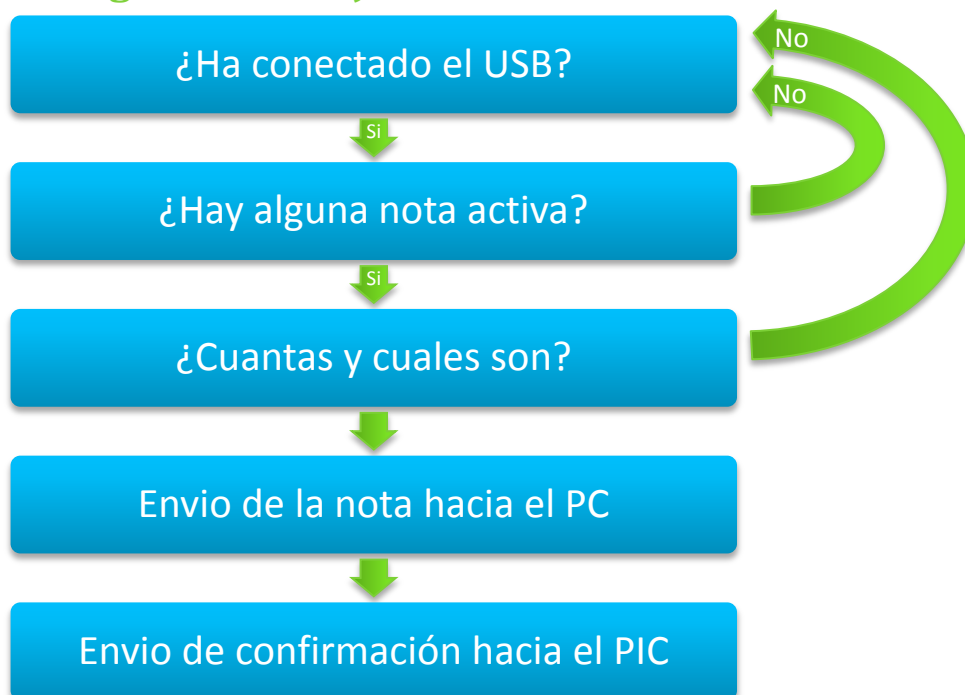 ¿Ha conectado el USB?
No
No
Si
¿Hay alguna nota activa?
Si
¿Cuantas y cuales son?
Envio de la nota hacia el PC
Envio de confirmación hacia el PIC